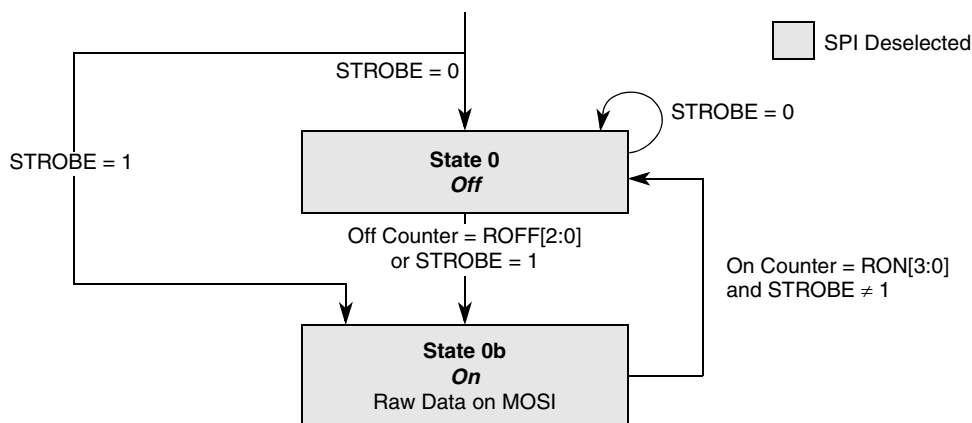 SPI Deselected
STROBE = 0
STROBE = 0
STROBE = 1
State 0
Off
Off Counter = ROFF[2:0]
or STROBE = 1
On Counter = RON[3:0]
and STROBE ≠ 1
State 0b
On
Raw Data on MOSI